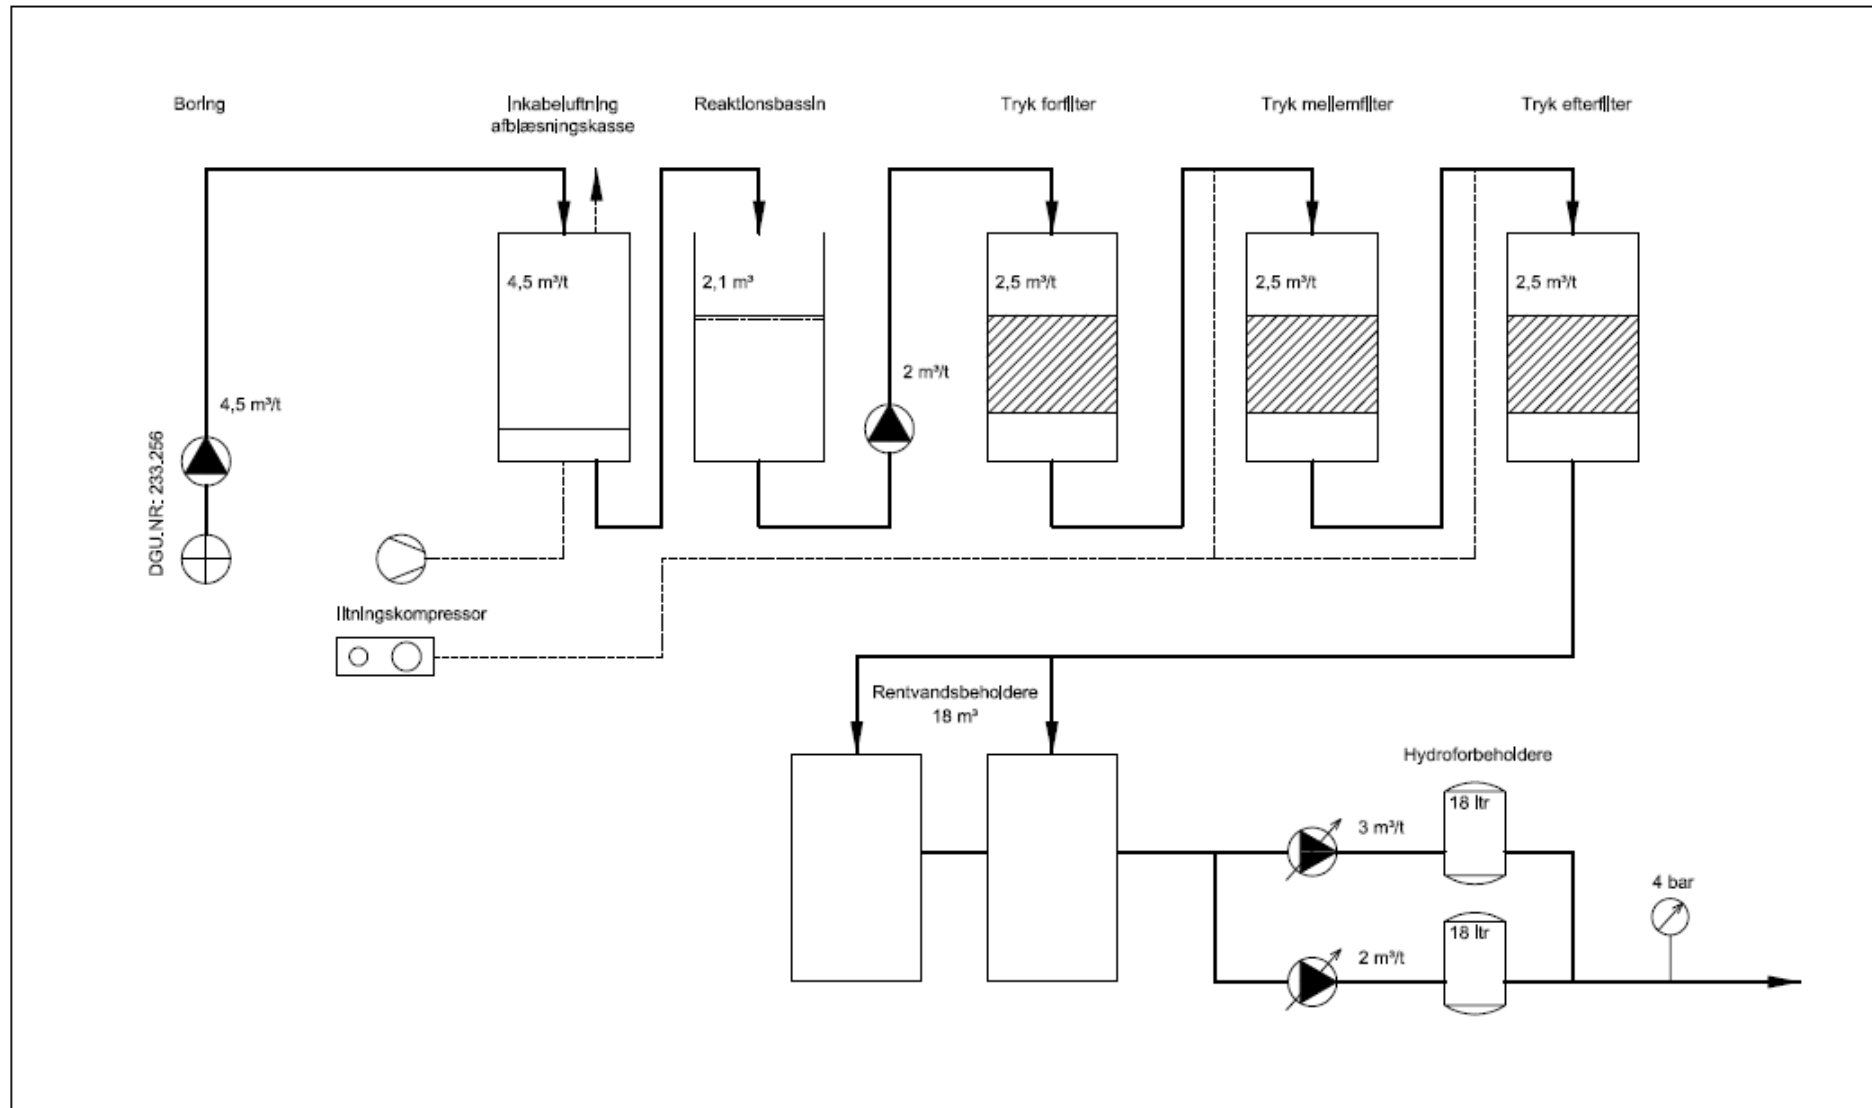 Boring
Inkabeluftning
afblæsningskasse
Reaktionsbassin
Tryk forfilter
Tryk mellemfilter
Tryk efterfilter
4,5 m³/t
2,1 m³
2,5 m³/t
2,5 m³/t
2,5 m³/t
2 m³/t
4,5 m³/t
DGU.NR: 233.256
Iltningskompressor
Rentvandsbeholdere
18 m³
Hydroforbeholdere
18 ltr
3 m³/t
4 bar
18 ltr
2 m³/t